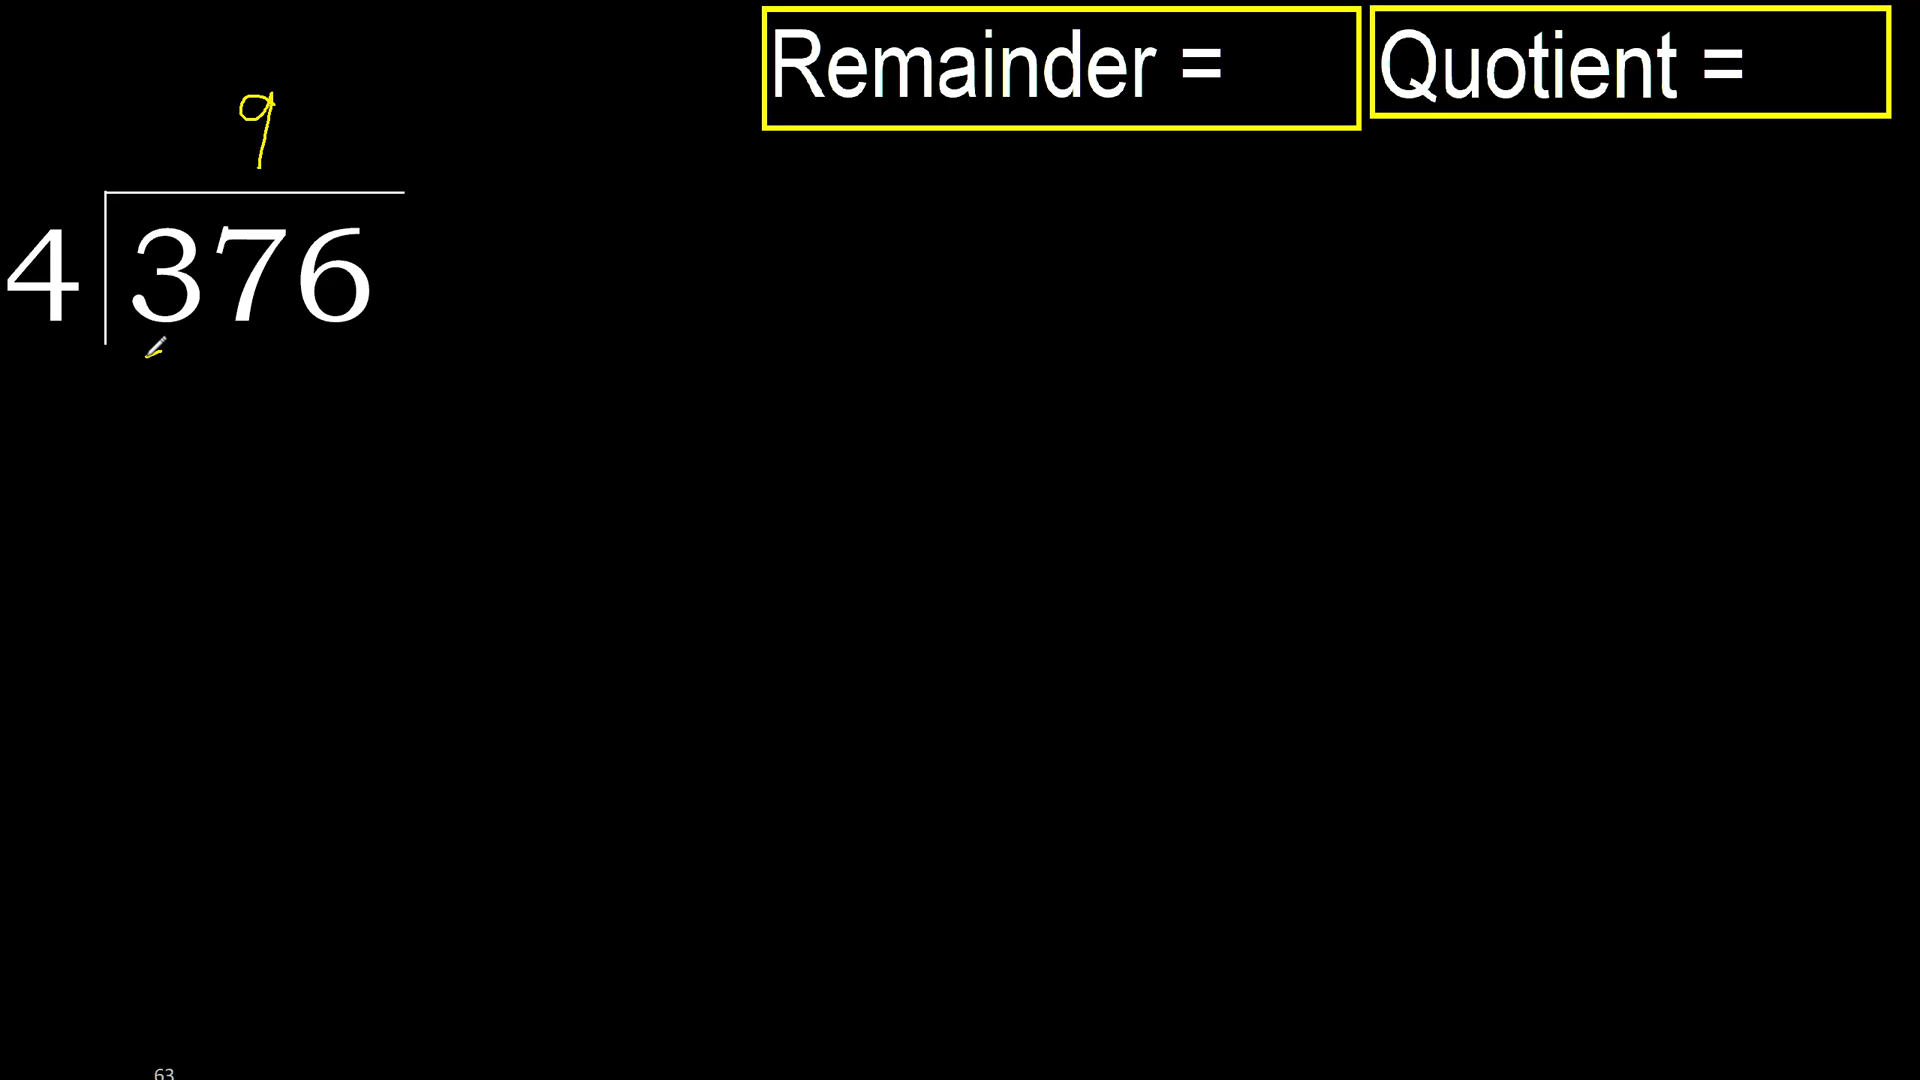 Remainder =
Quotient =
9
4 376
63